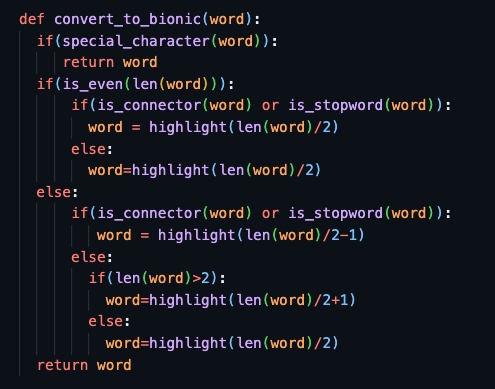 def convert_to_bionic(word):
  if(special_character(word)):
     return word
  if(is_even(len(word))):
      if(is_connector(word) or is_stopword(word)):
        word = highlight(len(word)/2)
      else:
        word=highlight(len(word)/2)
  else:
      if(is_connector(word) or is_stopword(word)):
         word = highlight(len(word)/2-1)
      else:
        if(len(word)>2):
          word=highlight(len(word)/2+1)
        else:
          word=highlight(len(word)/2)
  return word